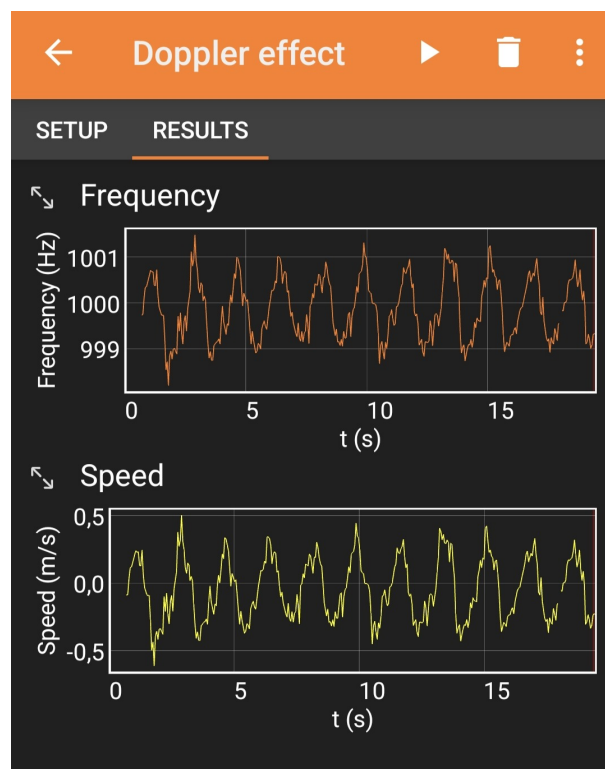 Doppler effect
SETUP RESULTS
Frequency
Frequency (Hz)
1001
1000
999
0 5 10 15
t (s)
Speed
Speed (m/s)
0,5
0,0
-0,5
0 5 10 15
t (s)